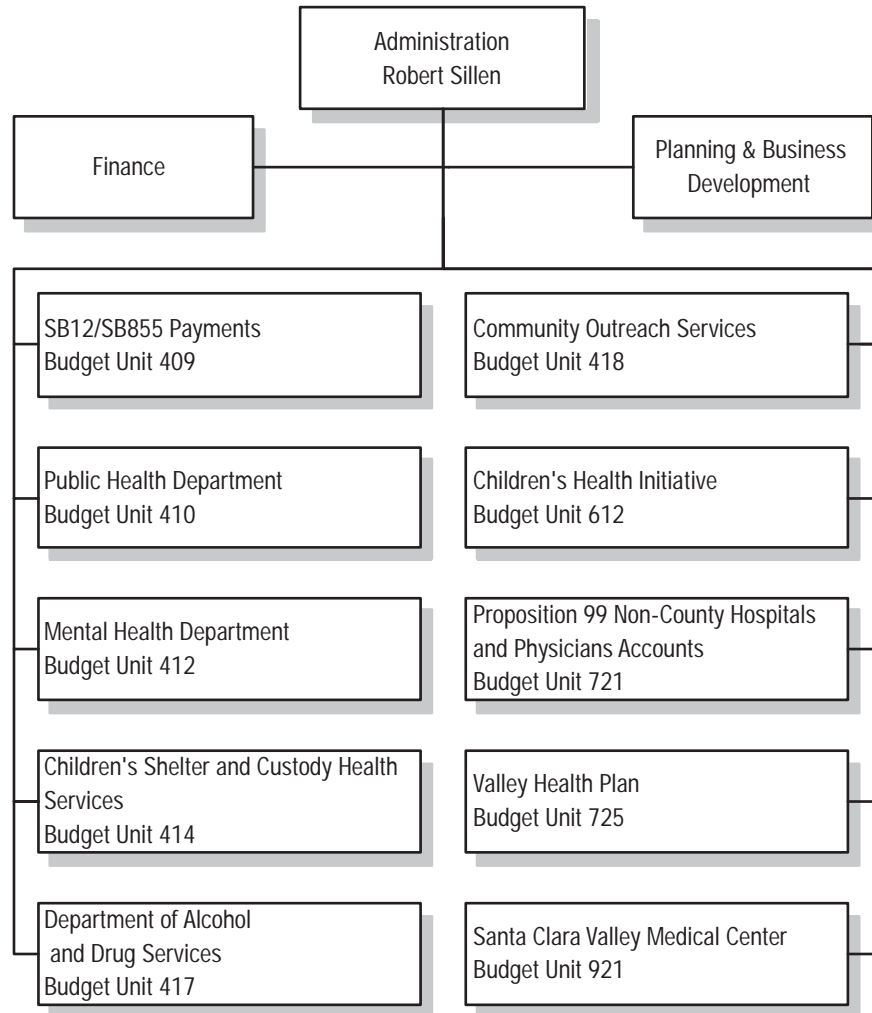 Administration
Robert Sillen
Finance
Planning & Business
Development
SB12/SB855 Payments
Budget Unit 409
Community Outreach Services
Budget Unit 418
Public Health Department
Budget Unit 410
Children's Health Initiative
Budget Unit 612
Mental Health Department
Budget Unit 412
Proposition 99 Non-County Hospitals
and Physicians Accounts
Budget Unit 721
Children's Shelter and Custody Health
Services
Budget Unit 414
Valley Health Plan
Budget Unit 725
Department of Alcohol
and Drug Services
Budget Unit 417
Santa Clara Valley Medical Center
Budget Unit 921